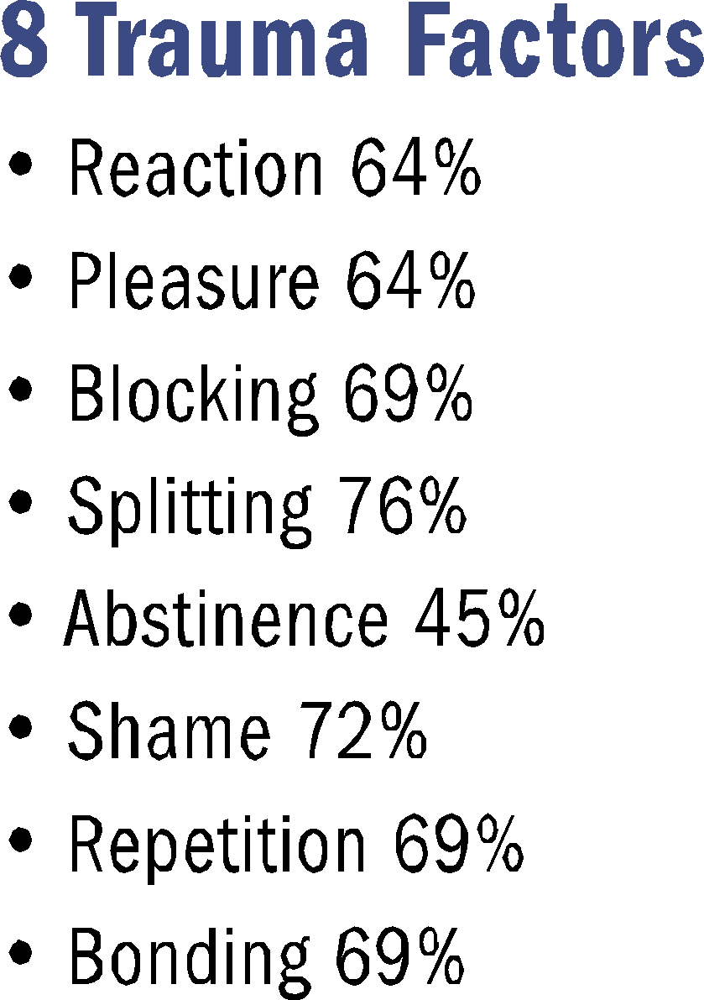 8 Trauma Factors
• Reaction 64%
• Pleasure 64%
• Blocking 69%
• Splitting 76%
• Abstinence 45%
• Shame 72%
• Repetition 69%
• Bonding 69%